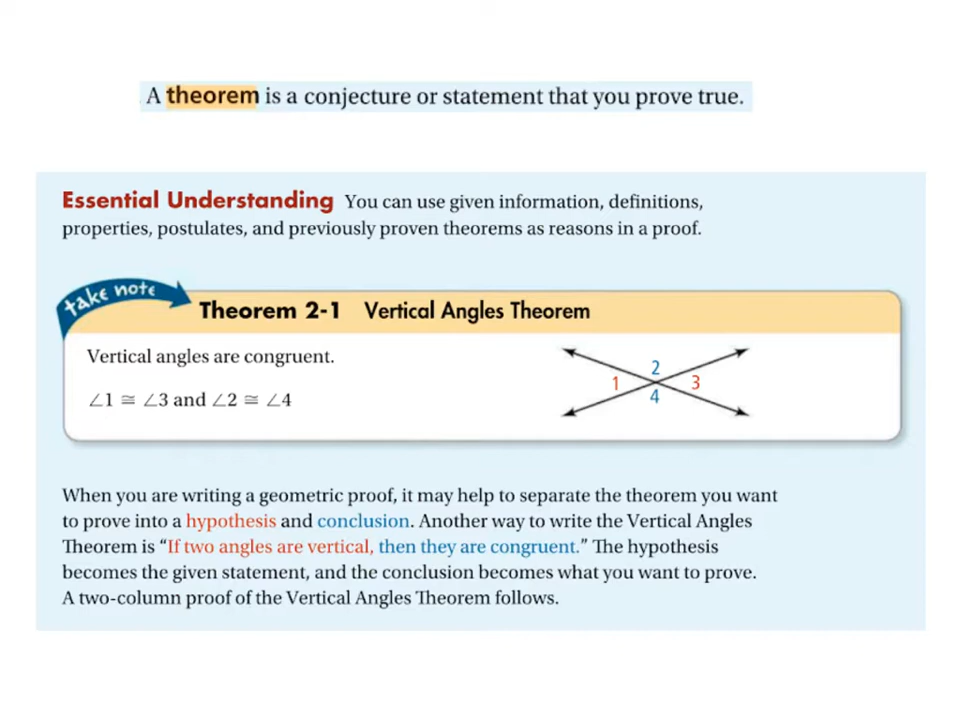 A theorem is a conjecture or statement that you prove true.
Essential Understanding You can use given information, definitions,
properties, postulates, and previously proven theorems as reasons in a proof.
take note
Theorem 2-1 Vertical Angles Theorem
Vertical angles are congruent.
∠1 ≅ ∠3 and ∠2 ≅ ∠4
2
1 3
4
When you are writing a geometric proof, it may help to separate the theorem you want
to prove into a hypothesis and conclusion. Another way to write the Vertical Angles
Theorem is “If two angles are vertical, then they are congruent.” The hypothesis
becomes the given statement, and the conclusion becomes what you want to prove.
A two-column proof of the Vertical Angles Theorem follows.